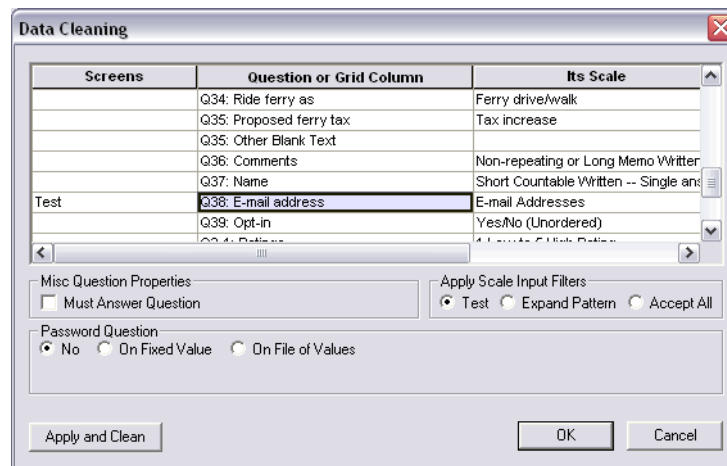 Data Cleaning
Screens Question or Grid Column Its Scale
Q34: Ride ferry as Ferry drive/walk
Q35: Proposed ferry tax Tax increase
Q35: Other Blank Text
Q36: Comments Non-repeating or Long Memo Written
Q37: Name Short Countable Written -- Single ans
Test Q38: E-mail address E-mail Addresses
Q39: Opt-in Yes/No (Unordered)
Misc Question Properties Apply Scale Input Filters
Must Answer Question Test Expand Pattern Accept All
Password Question
No On Fixed Value On File of Values
Apply and Clean OK Cancel